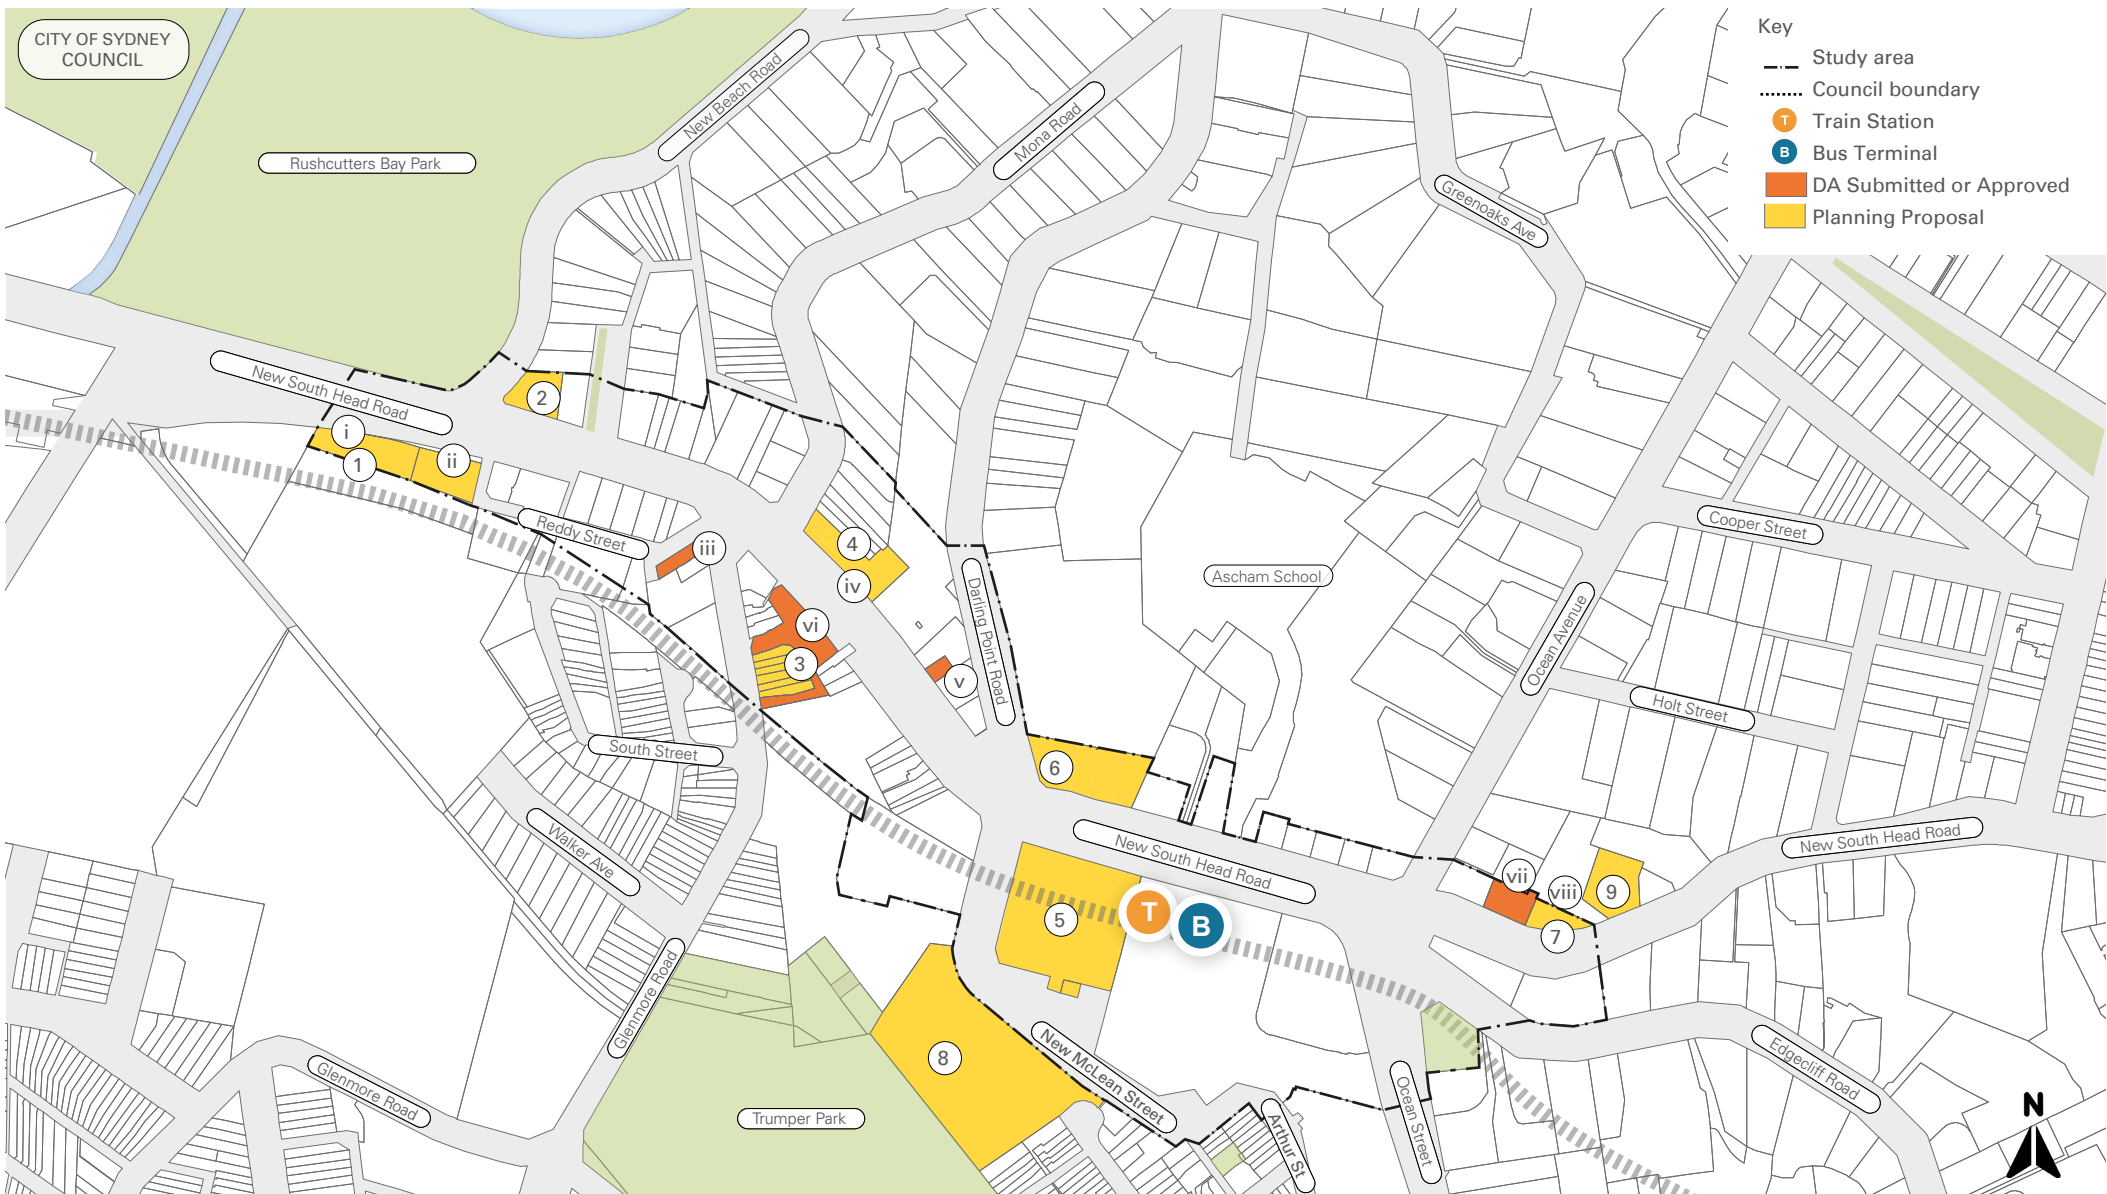 CITY OF SYDNEY
COUNCIL
Key
Study area
Council boundary
T Train Station
B Bus Terminal
DA Submitted or Approved
Planning Proposal
New Beach Road
Mona Road
Rushcutters Bay Park
Greenoaks Ave
New South Head Road
2
i
1
ii
Reddy Street
iii
4
iv
Cooper Street
Ascham School
Darling Point Road
vi
3
v
Ocean Avenue
Holt Street
South Street
6
Walker Ave
New South Head Road
New South Head Road
vii
viii
9
7
5
T
B
Glenmore Road
8
New McLean Street
Edgecliff Road
Glenmore Road
Trumper Park
Ocean Street
Arthur St
N